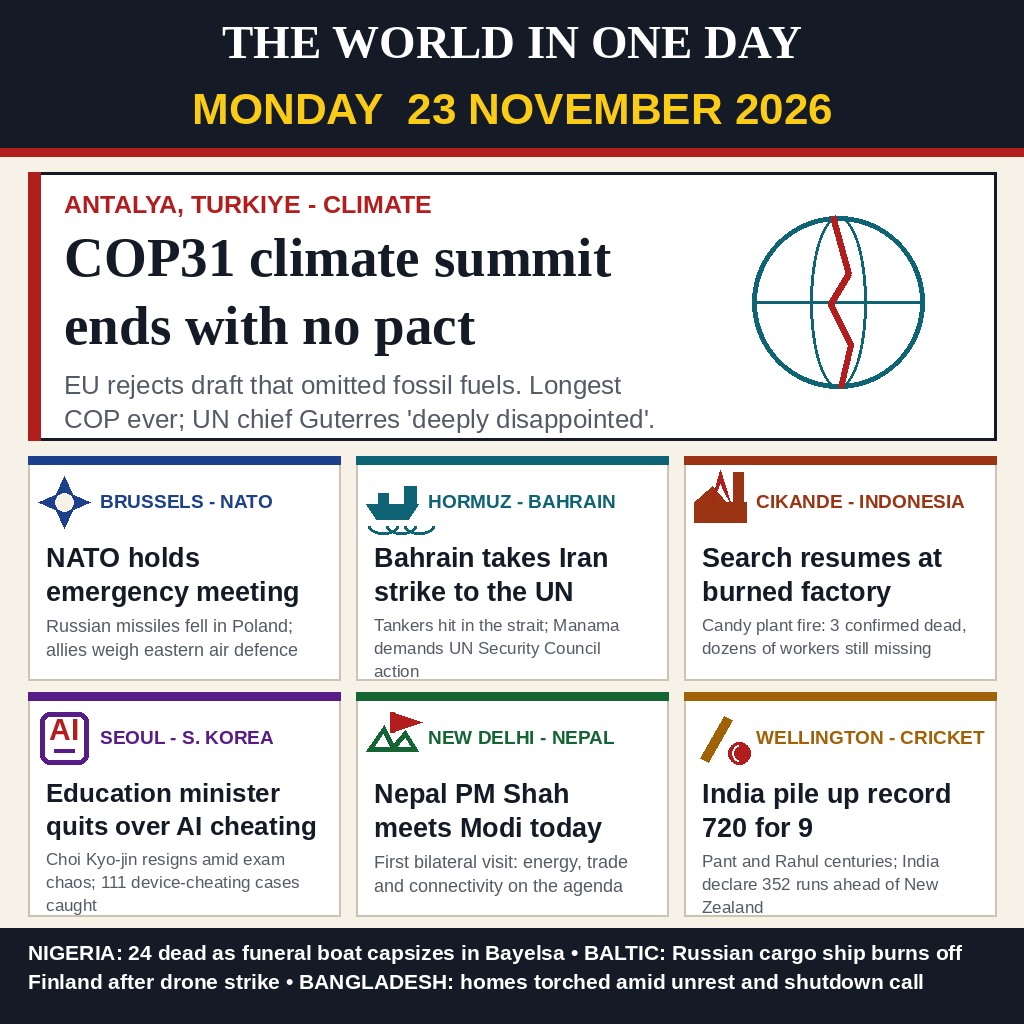 THE WORLD IN ONE DAY
MONDAY 23 NOVEMBER 2026
ANTALYA, TURKIYE - CLIMATE
COP31 climate summit
ends with no pact
EU rejects draft that omitted fossil fuels. Longest
COP ever; UN chief Guterres 'deeply disappointed'.
BRUSSELS - NATO
NATO holds
emergency meeting
Russian missiles fell in Poland;
allies weigh eastern air defence
HORMUZ - BAHRAIN
Bahrain takes Iran
strike to the UN
Tankers hit in the strait; Manama
demands UN Security Council
action
CIKANDE - INDONESIA
Search resumes at
burned factory
Candy plant fire: 3 confirmed dead,
dozens of workers still missing
AI
SEOUL - S. KOREA
Education minister
quits over AI cheating
Choi Kyo-jin resigns amid exam
chaos; 111 device-cheating cases
caught
NEW DELHI - NEPAL
Nepal PM Shah
meets Modi today
First bilateral visit: energy, trade
and connectivity on the agenda
WELLINGTON - CRICKET
India pile up record
720 for 9
Pant and Rahul centuries; India
declare 352 runs ahead of New
Zealand
NIGERIA: 24 dead as funeral boat capsizes in Bayelsa • BALTIC: Russian cargo ship burns off
Finland after drone strike • BANGLADESH: homes torched amid unrest and shutdown call